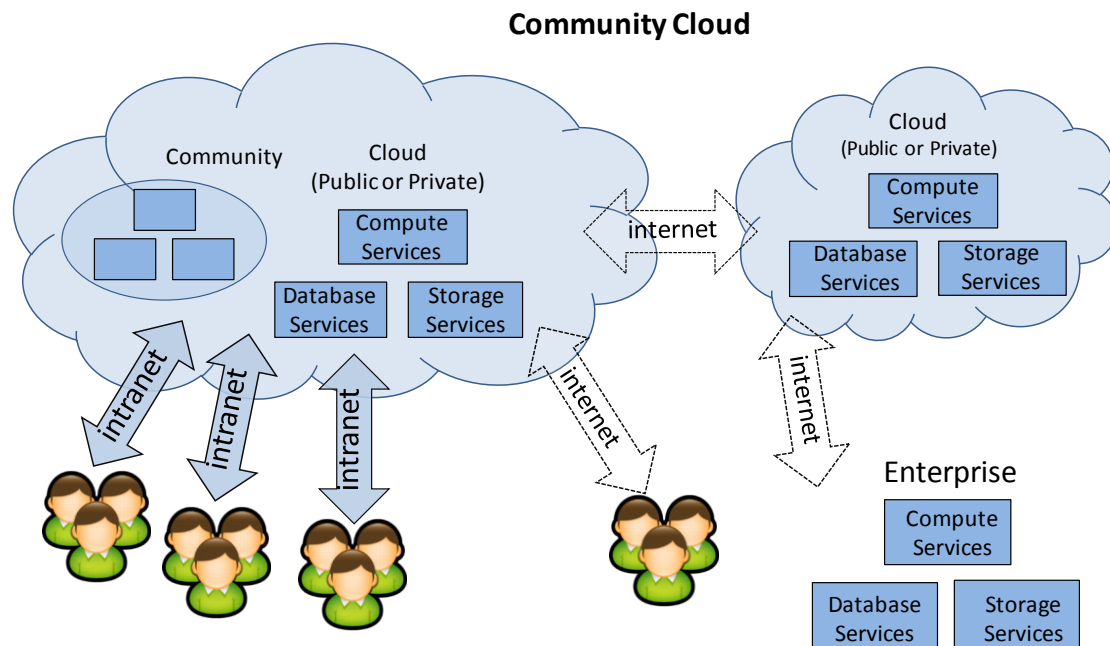 Community Cloud
Community
Cloud
(Public or Private)
Compute
Services
Database
Services
Storage
Services
internet
Cloud
(Public or Private)
Compute
Services
Database
Services
Storage
Services
intranet
intranet
intranet
internet
internet
Enterprise
Compute
Services
Database
Services
Storage
Services